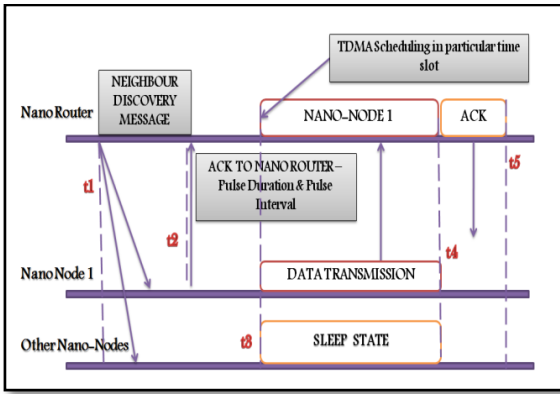 TDMA Scheduling in particular time
slot
NEIGHBOUR
DISCOVERY
MESSAGE
Nano Router
NANO-NODE 1
ACK
t1
t2
ACK TO NANO ROUTER–
Pulse Duration & Pulse
Interval
t5
t4
Nano Node 1
DATA TRANSMISSION
t3
SLEEP STATE
Other Nano-Nodes